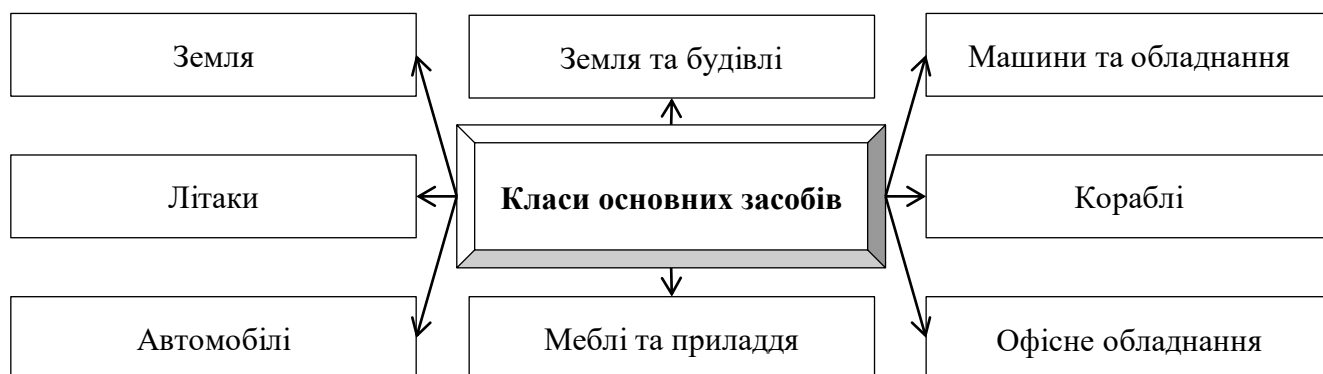 Земля
Земля та будівлі
Машини та обладнання
Літаки
Класи основних засобів
Кораблі
Автомобілі
Меблі та приладдя
Офісне обладнання